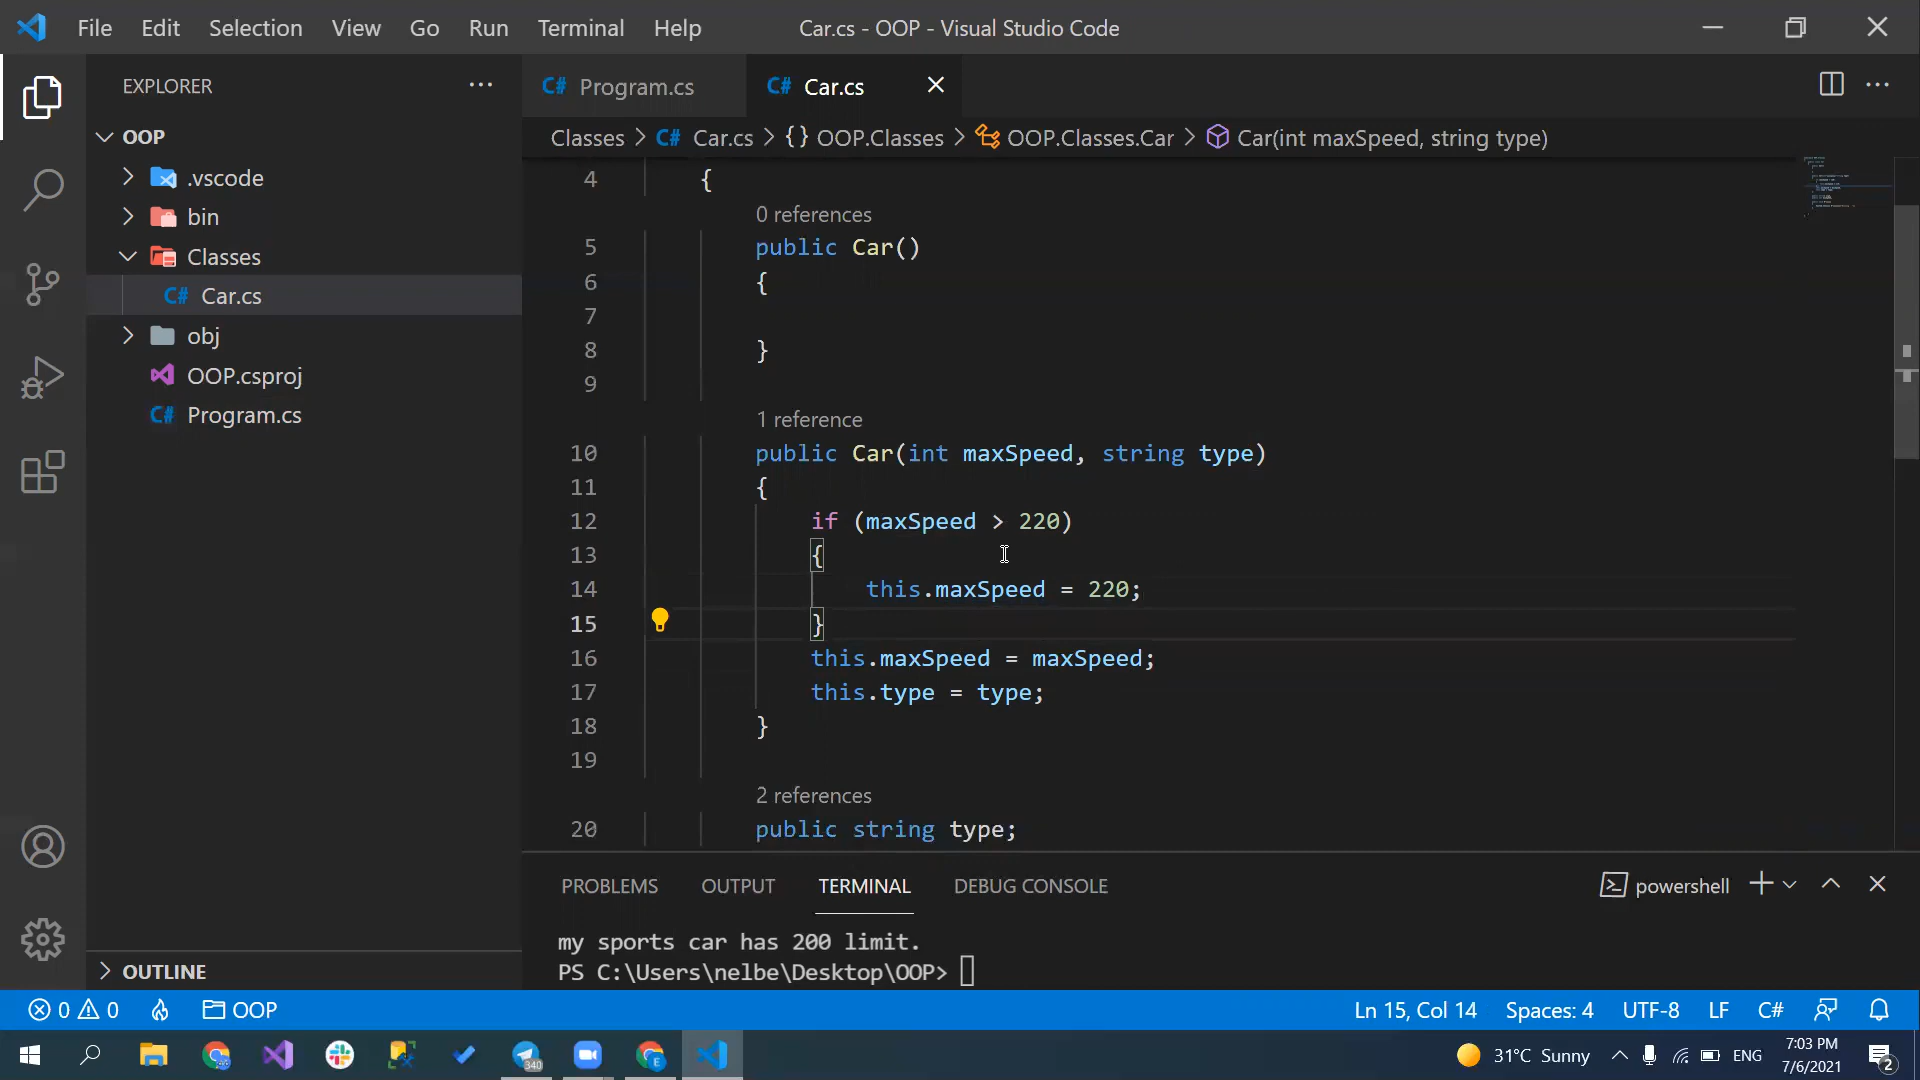 File Edit Selection View Go Run Terminal Help Car.cs - OOP - Visual Studio Code
EXPLORER
OOP
.vscode
bin
Classes
C# Car.cs
obj
OOP.csproj
C# Program.cs
OUTLINE
C# Program.cs C# Car.cs
Classes > C# Car.cs > {} OOP.Classes > OOP.Classes.Car > Car(int maxSpeed, string type)
4 {
0 references
5 public Car()
6 {
7
8 }
9
1 reference
10 public Car(int maxSpeed, string type)
11 {
12 if (maxSpeed > 220)
13 {
14 this.maxSpeed = 220;
15 }
16 this.maxSpeed = maxSpeed;
17 this.type = type;
18 }
19
2 references
20 public string type;
PROBLEMS OUTPUT TERMINAL DEBUG CONSOLE powershell
my sports car has 200 limit.
PS C:\Users\nelbe\Desktop\OOP>
0 0 OOP Ln 15, Col 14 Spaces: 4 UTF-8 LF C#
340 E 31°C Sunny ENG 7:03 PM
7/6/2021 2